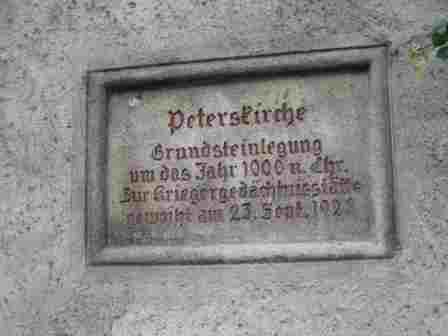 Peterskirche
Grundsteinlegung
um das Jahr 1000 n. Chr.
Zur Kriegergedächtnisstätte
geweiht am 23. Sept.